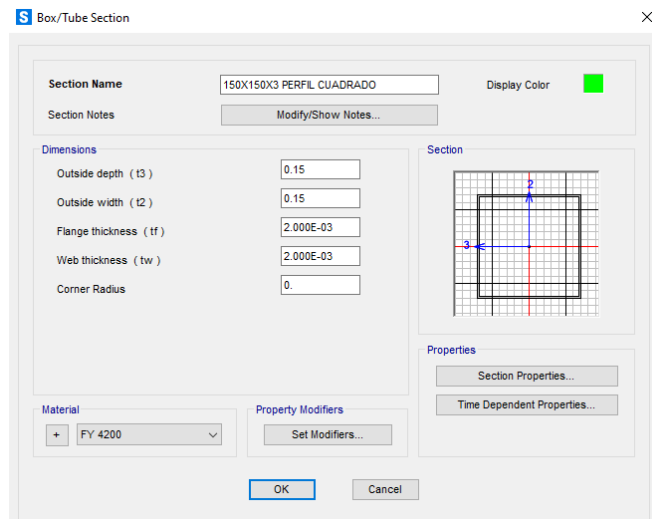 S Box/Tube Section
Section Name 150X150X3 PERFIL CUADRADO Display Color
Section Notes Modify/Show Notes...
Dimensions
Outside depth ( t3 ) 0.15
Outside width ( t2 ) 0.15
Flange thickness ( tf ) 2.000E-03
Web thickness ( tw ) 2.000E-03
Corner Radius 0.
Section
2
3
Properties
Section Properties...
Time Dependent Properties...
Material
+ FY 4200
Property Modifiers
Set Modifiers...
OK Cancel